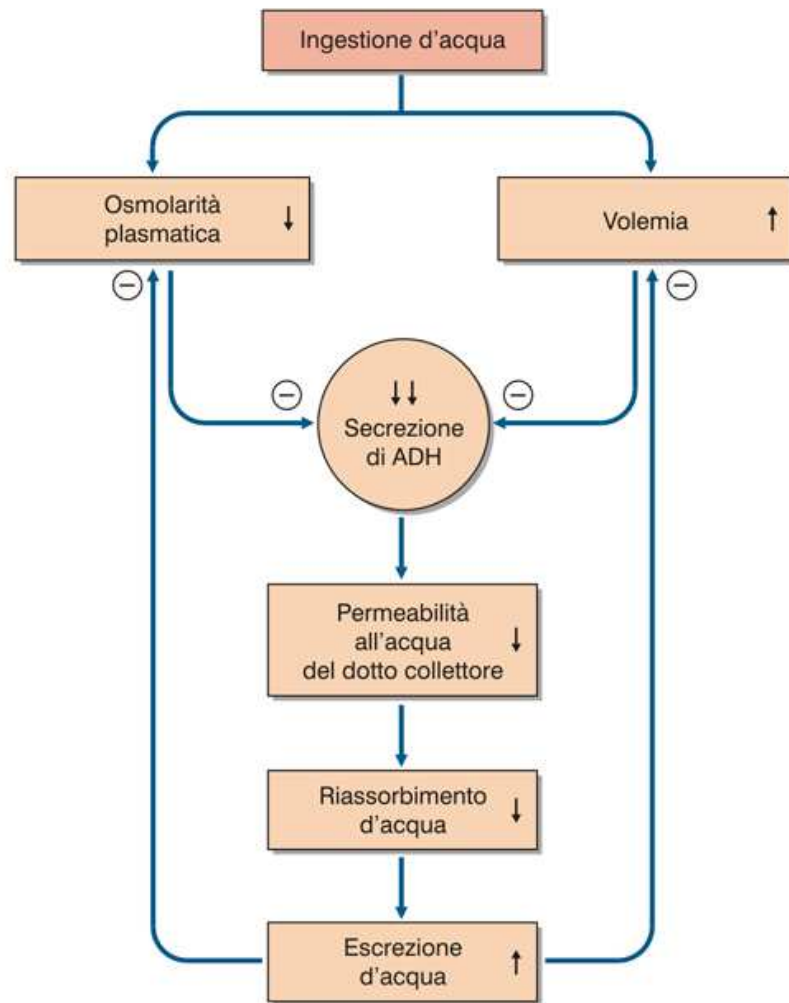 Ingestione d'acqua
Osmolarità
plasmatica
↓
Volemia
↑
−
−
−
−
↓↓
Secrezione
di ADH
Permeabilità
all'acqua
del dotto collettore
↓
Riassorbimento
d'acqua
↓
Escrezione
d'acqua
↑